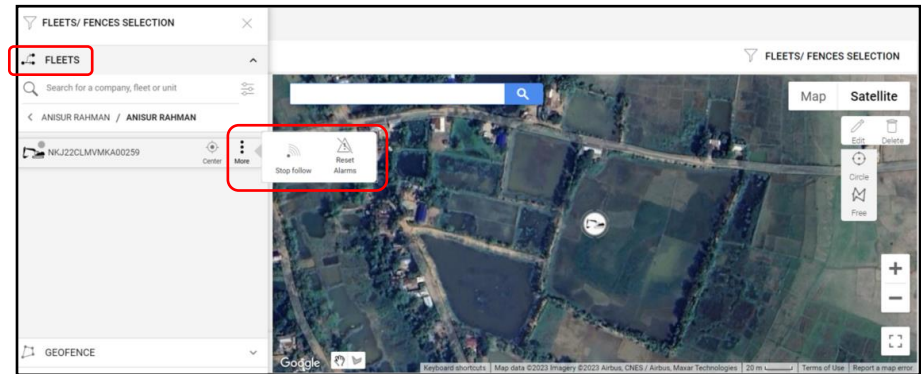 FLEETS/ FENCES SELECTION
FLEETS
Search for a company, fleet or unit
< ANISUR RAHMAN / ANISUR RAHMAN
NKJ22CLMVMKA00259
Center
More
Stop follow
Reset
Alarms
GEOFENCE
FLEETS/ FENCES SELECTION
Map Satellite
Edit Delete
Circle
Free
Google
Keyboard shortcuts Map data ©2023 Imagery ©2023 Airbus, CNES / Airbus, Maxar Technologies 20 m Terms of Use Report a map error